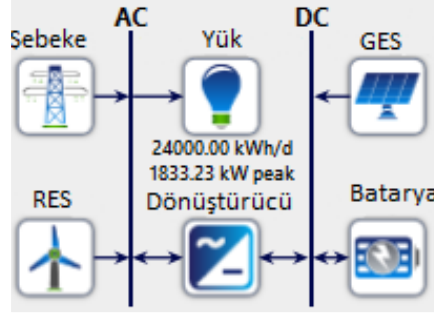 AC DC
Şebeke Yük GES
24000.00 kWh/d
1833.23 kW peak
RES Dönüştürücü Batarya